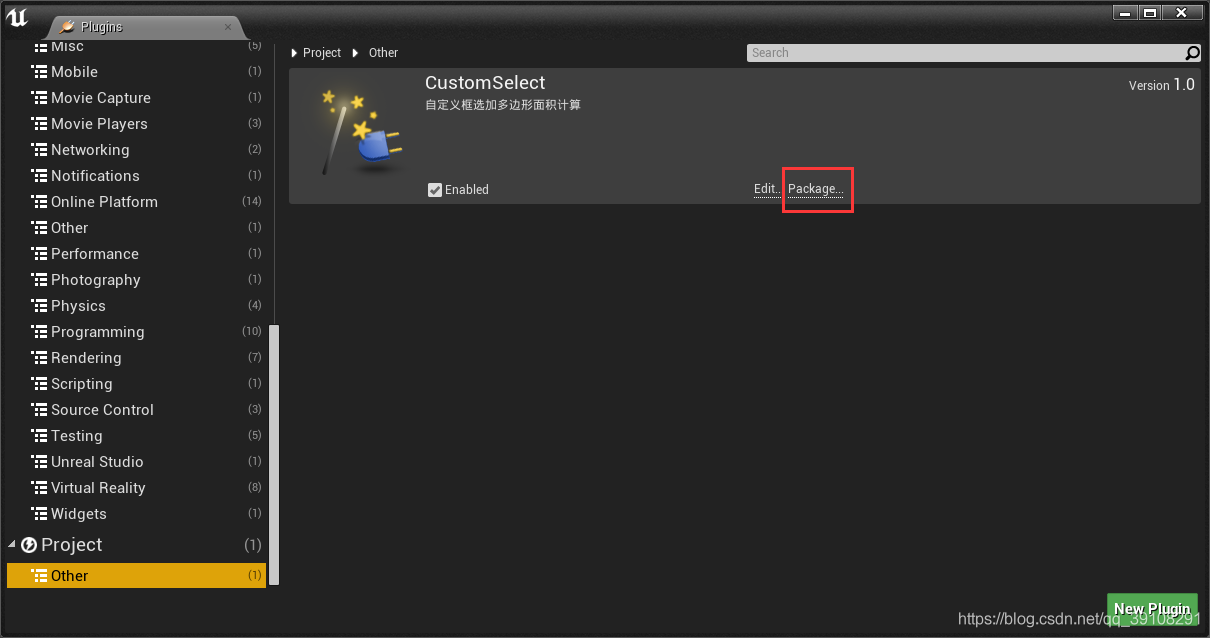 Plugins
Misc (5)
Mobile (1)
Movie Capture (1)
Movie Players (3)
Networking (2)
Notifications (1)
Online Platform (14)
Other (1)
Performance (1)
Photography (1)
Physics (4)
Programming (10)
Rendering (7)
Scripting (1)
Source Control (3)
Testing (5)
Unreal Studio (1)
Virtual Reality (8)
Widgets (1)
Project (1)
Other (1)
Project Other
Search
CustomSelect
Version 1.0
自定义框选加多边形面积计算
Enabled
Edit..
Package...
New Plugin
https://blog.csdn.net/qq_39108291